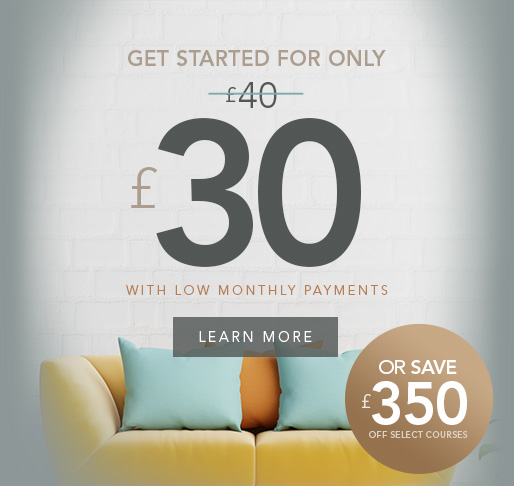 GET STARTED FOR ONLY
£40
£30
WITH LOW MONTHLY PAYMENTS
LEARN MORE
OR SAVE
£350
OFF SELECT COURSES